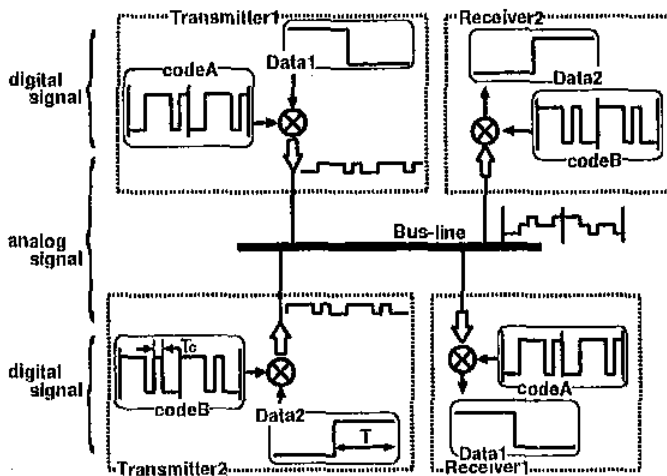 Transmitter1
Receiver2
digital
signal
codeA
Data1
Data2
codeB
analog
signal
Bus-line
digital
signal
Tc
codeB
Data2
T
Transmitter2
codeA
Data1
Receiver1